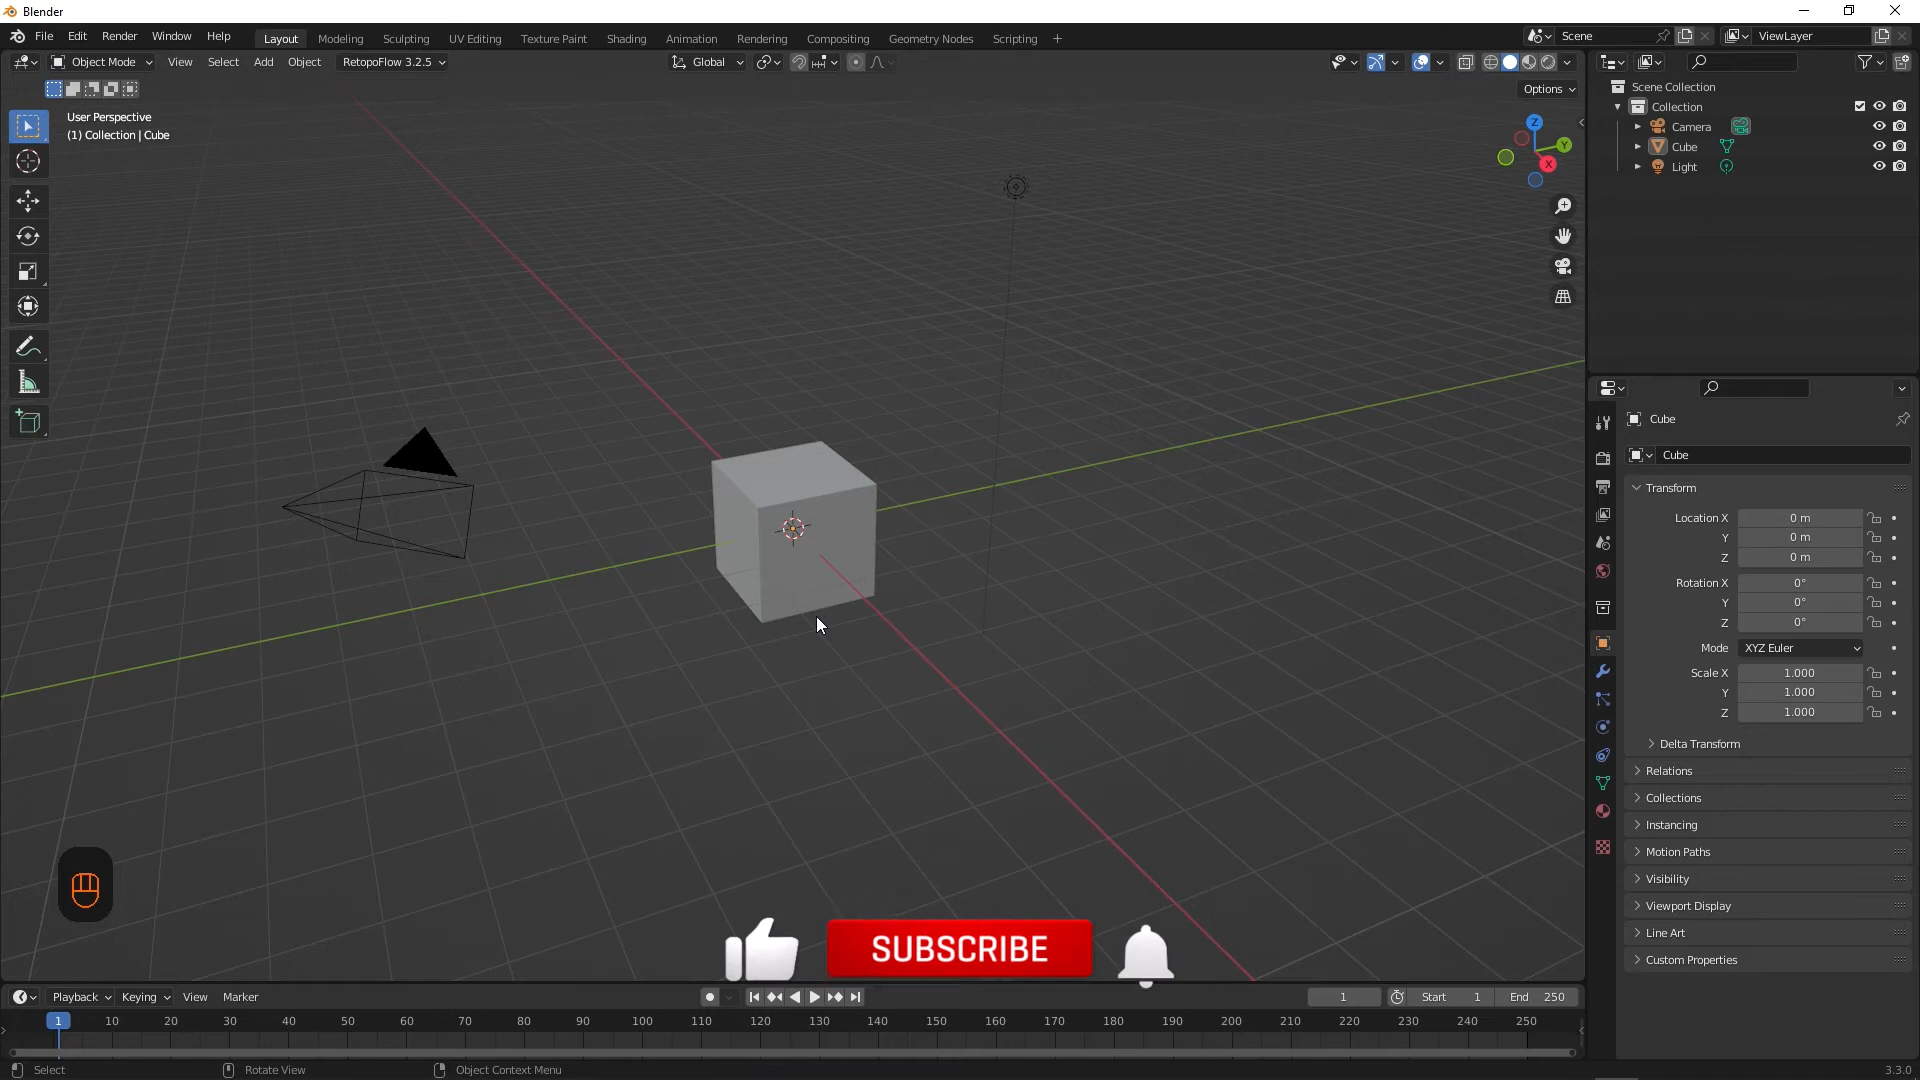 Blender
File Edit Render Window Help Layout Modeling Sculpting UV Editing Texture Paint Shading Animation Rendering Compositing Geometry Nodes Scripting + Scene ViewLayer
Object Mode View Select Add Object RetopoFlow 3.2.5 Global
Options
User Perspective
(1) Collection | Cube
Z
Y
X
Scene Collection
Collection
Camera
Cube
Light
Cube
Cube
Transform
Location X 0 m
Y 0 m
Z 0 m
Rotation X 0°
Y 0°
Z 0°
Mode XYZ Euler
Scale X 1.000
Y 1.000
Z 1.000
Delta Transform
Relations
Collections
Instancing
Motion Paths
Visibility
Viewport Display
Line Art
Custom Properties
SUBSCRIBE
Playback Keying View Marker 1 Start 1 End 250
1 10 20 30 40 50 60 70 80 90 100 110 120 130 140 150 160 170 180 190 200 210 220 230 240 250
Select Rotate View Object Context Menu 3.3.0